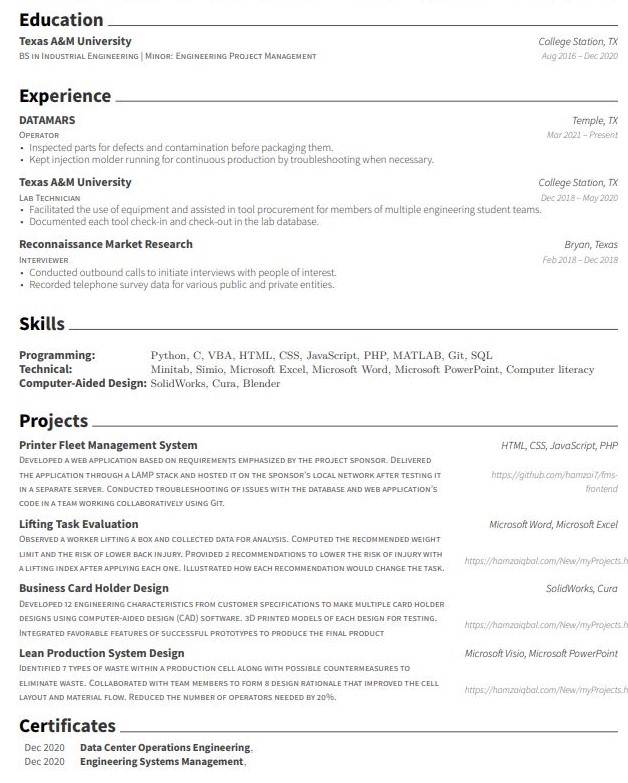 Education
Texas A&M University College Station, TX
BS in Industrial Engineering | Minor: Engineering Project Management Aug 2016 – Dec 2020
Experience
DATAMARS Temple, TX
Operator Mar 2021 – Present
• Inspected parts for defects and contamination before packaging them.
• Kept injection molder running for continuous production by troubleshooting when necessary.
Texas A&M University College Station, TX
Lab Technician Dec 2018 – May 2020
• Facilitated the use of equipment and assisted in tool procurement for members of multiple engineering student teams.
• Documented each tool check-in and check-out in the lab database.
Reconnaissance Market Research Bryan, Texas
Interviewer Feb 2018 – Dec 2018
• Conducted outbound calls to initiate interviews with people of interest.
• Recorded telephone survey data for various public and private entities.
Skills
Programming: Python, C, VBA, HTML, CSS, JavaScript, PHP, MATLAB, Git, SQL
Technical: Minitab, Simio, Microsoft Excel, Microsoft Word, Microsoft PowerPoint, Computer literacy
Computer-Aided Design: SolidWorks, Cura, Blender
Projects
Printer Fleet Management System HTML, CSS, JavaScript, PHP
Developed a web application based on requirements emphasized by the project sponsor. Delivered
the application through a LAMP stack and hosted it on the sponsor's local network after testing it https://github.com/hamzai7/fms-
in a separate server. Conducted troubleshooting of issues with the database and web application's frontend
code in a team working collaboratively using Git.
Lifting Task Evaluation Microsoft Word, Microsoft Excel
Observed a worker lifting a box and collected data for analysis. Computed the recommended weight
limit and the risk of lower back injury. Provided 2 recommendations to lower the risk of injury with https://hamzaiqbal.com/New/myProjects.h
a lifting index after applying each one. Illustrated how each recommendation would change the task.
Business Card Holder Design SolidWorks, Cura
Developed 12 engineering characteristics from customer specifications to make multiple card holder
designs using computer-aided design (CAD) software. 3D printed models of each design for testing. https://hamzaiqbal.com/New/myProjects.h
Integrated favorable features of successful prototypes to produce the final product
Lean Production System Design Microsoft Visio, Microsoft PowerPoint
Identified 7 types of waste within a production cell along with possible countermeasures to
eliminate waste. Collaborated with team members to form 8 design rationale that improved the cell https://hamzaiqbal.com/New/myProjects.h
layout and material flow. Reduced the number of operators needed by 20%.
Certificates
Dec 2020 Data Center Operations Engineering,
Dec 2020 Engineering Systems Management,